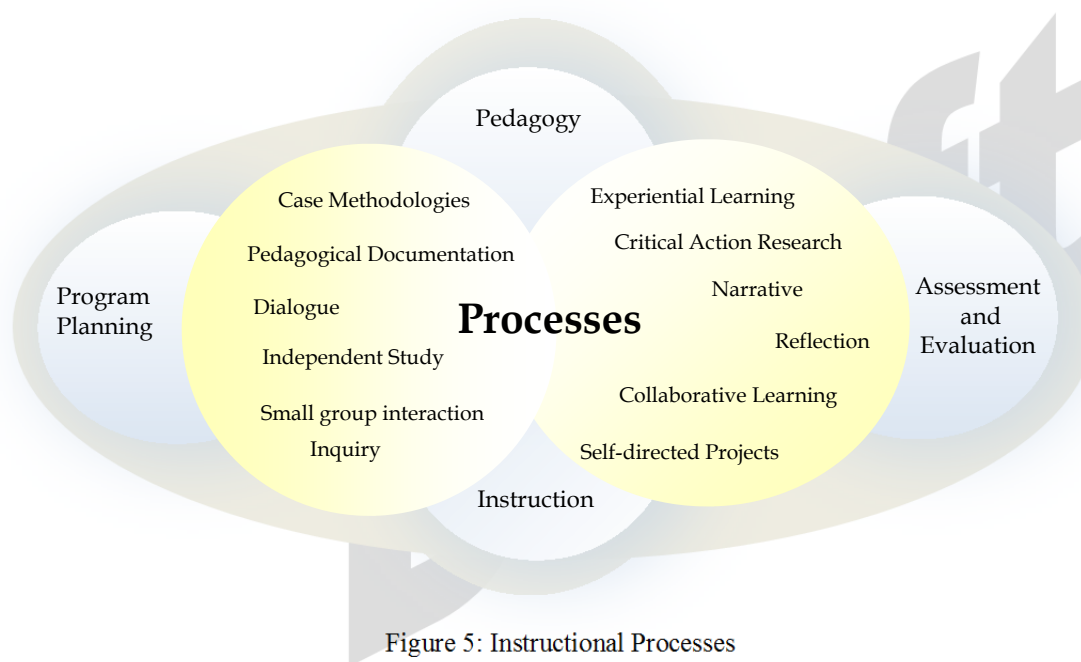 Pedagogy
Case Methodologies
Pedagogical Documentation
Dialogue
Independent Study
Small group interaction
Inquiry
Processes
Experiential Learning
Critical Action Research
Narrative
Reflection
Collaborative Learning
Self-directed Projects
Program
Planning
Assessment
and
Evaluation
Instruction
Figure 5: Instructional Processes